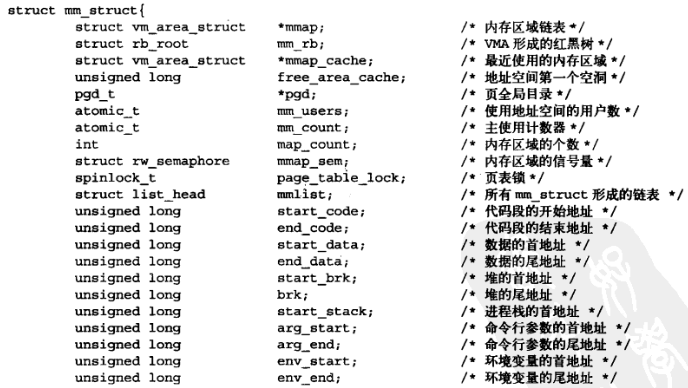 struct mm_struct{
struct vm_area_struct *mmap; /* 内存区域链表 */
struct rb_root mm_rb; /* VMA 形成的红黑树 */
struct vm_area_struct *mmap_cache; /* 最近使用的内存区域 */
unsigned long free_area_cache; /* 地址空间第一个空洞 */
pgd_t *pgd; /* 页全局目录 */
atomic_t mm_users; /* 使用地址空间的用户数 */
atomic_t mm_count; /* 主使用计数器 */
int map_count; /* 内存区域的个数 */
struct rw_semaphore mmap_sem; /* 内存区域的信号量 */
spinlock_t page_table_lock; /* 页表锁 */
struct list_head mmlist; /* 所有 mm_struct 形成的链表 */
unsigned long start_code; /* 代码段的开始地址 */
unsigned long end_code; /* 代码段的结束地址 */
unsigned long start_data; /* 数据的首地址 */
unsigned long end_data; /* 数据的尾地址 */
unsigned long start_brk; /* 堆的首地址 */
unsigned long brk; /* 堆的尾地址 */
unsigned long start_stack; /* 进程栈的首地址 */
unsigned long arg_start; /* 命令行参数的首地址 */
unsigned long arg_end; /* 命令行参数的尾地址 */
unsigned long env_start; /* 环境变量的首地址 */
unsigned long env_end; /* 环境变量的尾地址 */